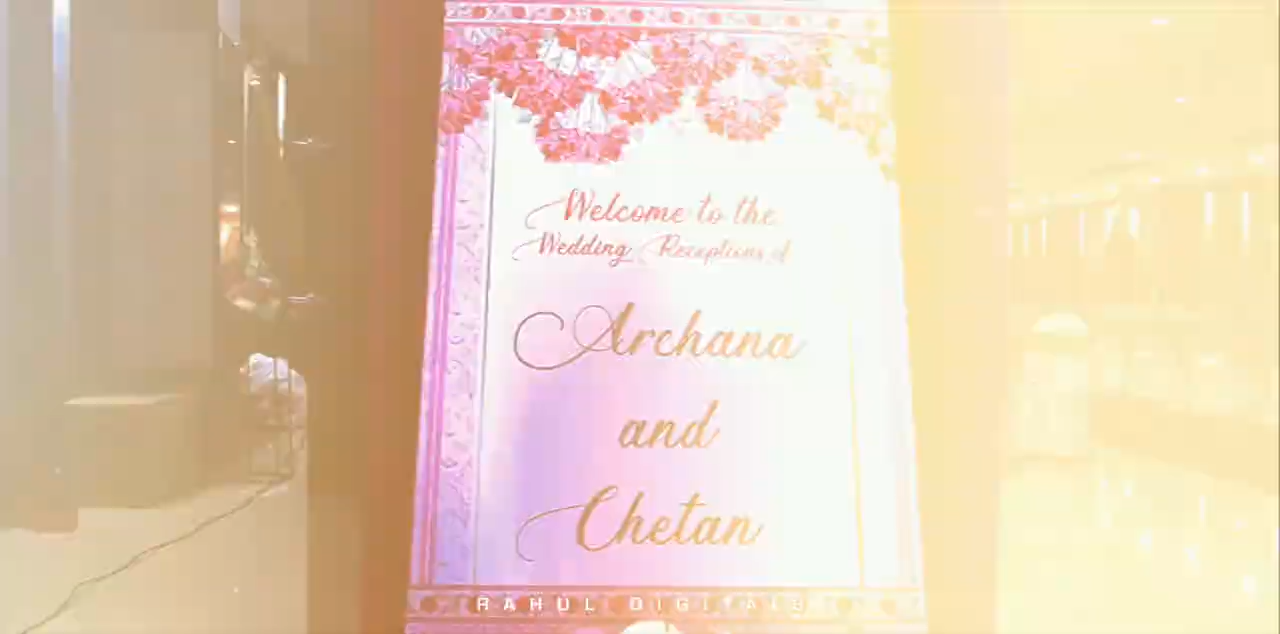 Welcome to the
Wedding Receptions of
Archana
and
Chetan
RAHUL DIGITALS